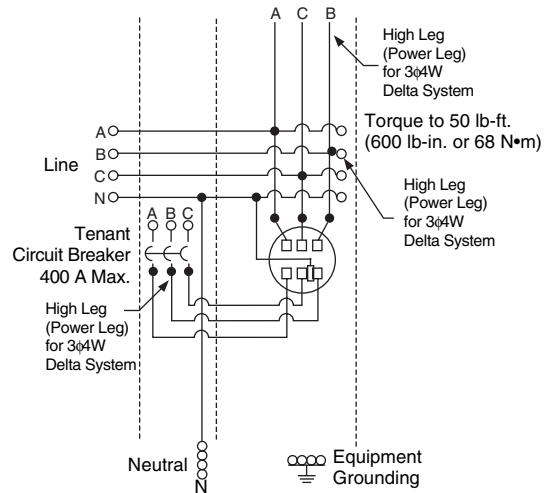 A C B
High Leg
(Power Leg)
for 3ϕ4W
Delta System
Torque to 50 lb-ft.
(600 lb-in. or 68 N•m)
A
B
C
N
Line
High Leg
(Power Leg)
for 3ϕ4W
Delta System
A B C
Tenant
Circuit Breaker
400 A Max.
High Leg
(Power Leg)
for 3ϕ4W
Delta System
Neutral
N
Equipment
Grounding